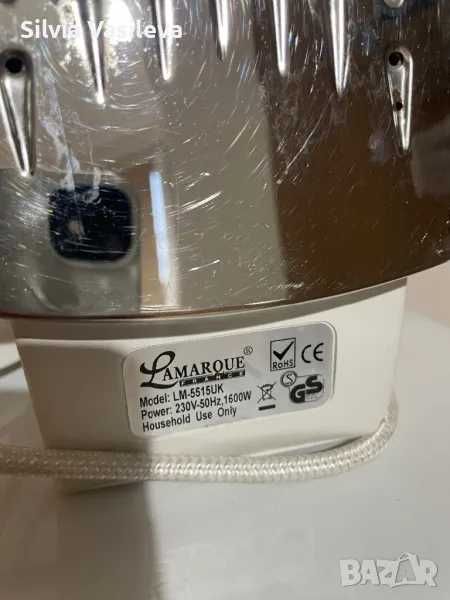 Silvia Vasileva
LAMARQUE®
FRANCE
RoHS CE
Model: LM-5515UK
Power: 230V-50Hz,1600W
Household Use Only
S GS
BAZAR